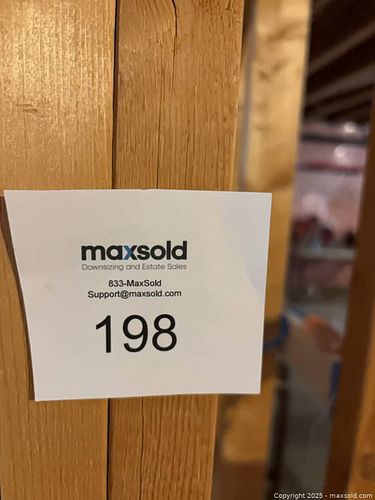 maxsold
Downsizing and Estate Sales
833-MaxSold
Support@maxsold.com
198
Copyright © 2025 - maxsold.com